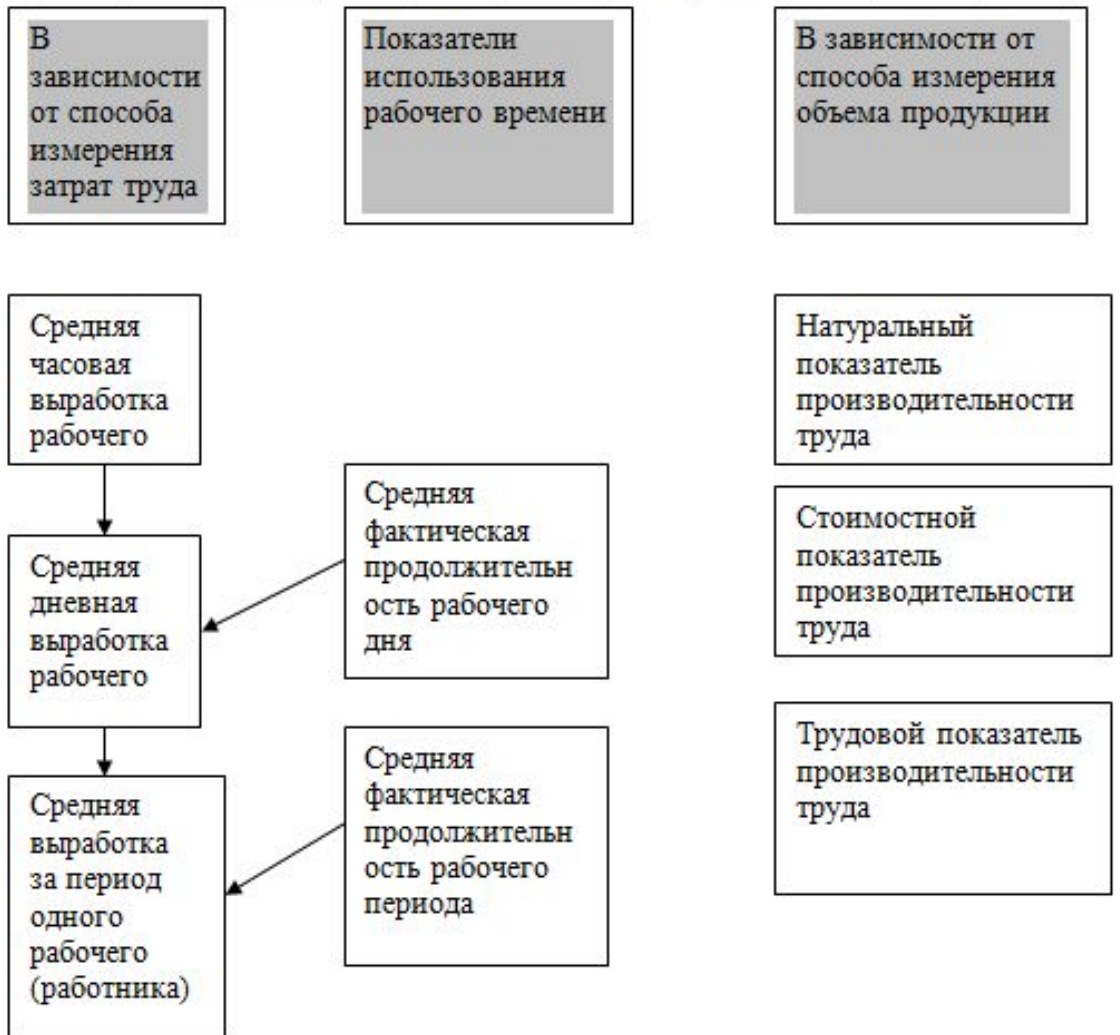 В
зависимости
от способа
измерения
затрат труда
Показатели
использования
рабочего времени
В зависимости от
способа измерения
объема продукции
Средняя
часовая
выработка
рабочего
Натуральный
показатель
производительности
труда
Средняя
фактическая
продолжительн
ость рабочего
дня
Стоимостной
показатель
производительности
труда
Средняя
дневная
выработка
рабочего
Средняя
фактическая
продолжительн
ость рабочего
периода
Трудовой показатель
производительности
труда
Средняя
выработка
за период
одного
рабочего
(работника)